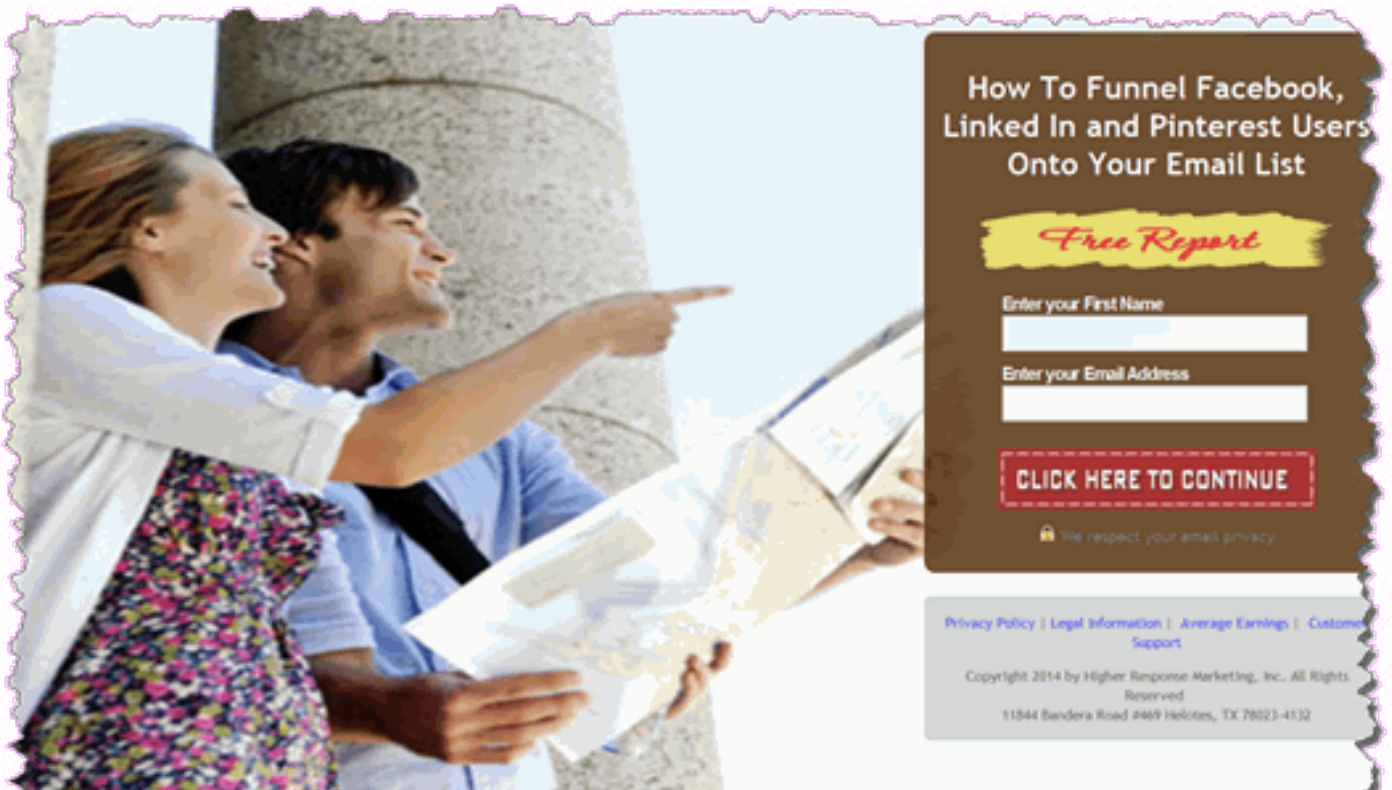 How To Funnel Facebook,
Linked In and Pinterest Users
Onto Your Email List
Free Report
Enter your First Name
Enter your Email Address
CLICK HERE TO CONTINUE
We respect your email privacy
Privacy Policy | Legal Information | Average Earnings | Custome
Support
Copyright 2014 by Higher Response Marketing, Inc. All Rights
Reserved
11844 Bandera Road #469 Helotes, TX 78023-4132